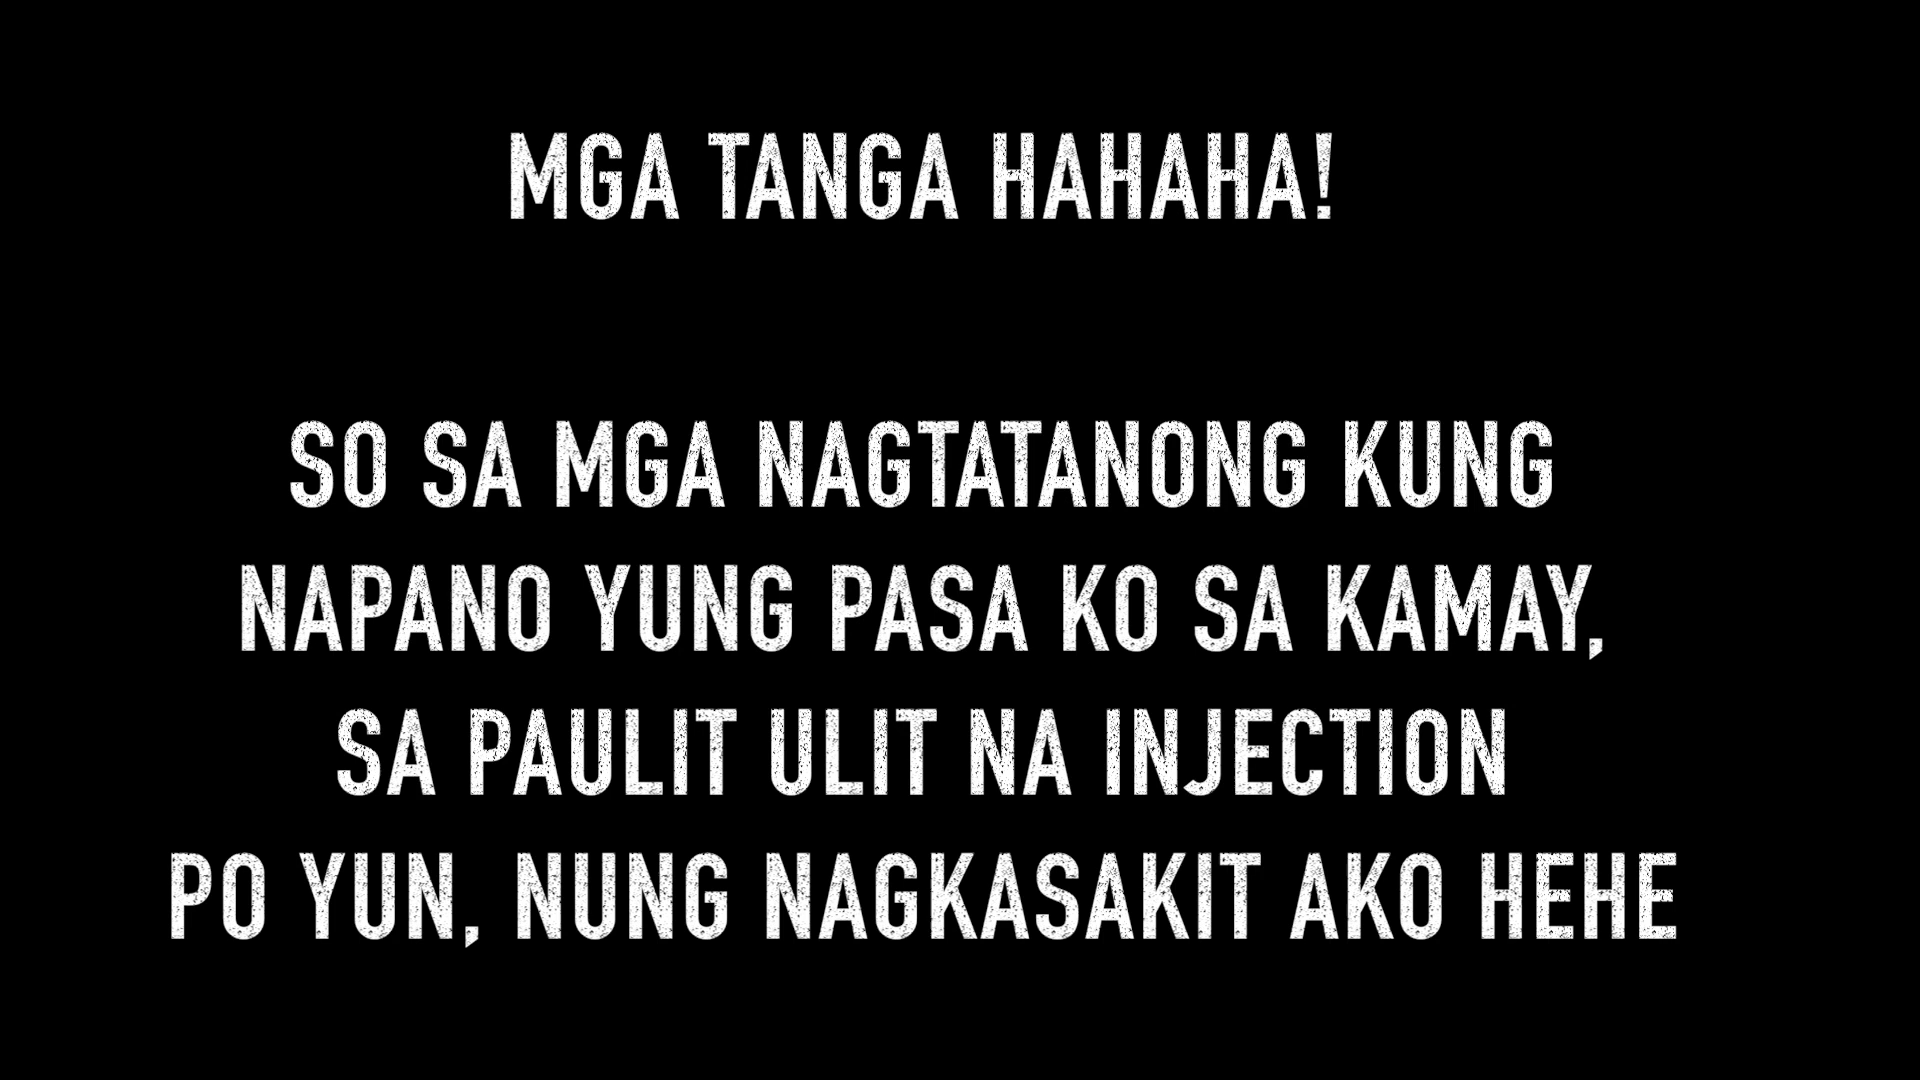 MGA TANGA HAHAHA!
SO SA MGA NAGTATANONG KUNG
NAPANO YUNG PASA KO SA KAMAY,
SA PAULIT ULIT NA INJECTION
PO YUN, NUNG NAGKASAKIT AKO HEHE